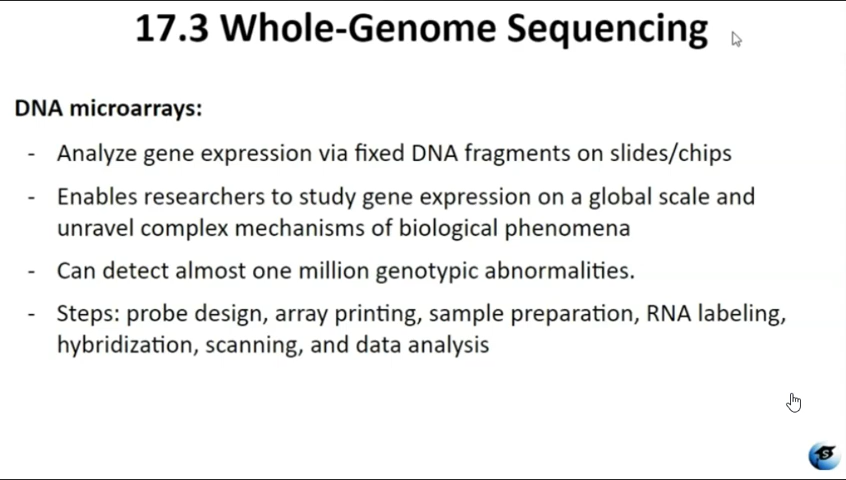 17.3 Whole-Genome Sequencing
DNA microarrays:
- Analyze gene expression via fixed DNA fragments on slides/chips
- Enables researchers to study gene expression on a global scale and
unravel complex mechanisms of biological phenomena
- Can detect almost one million genotypic abnormalities.
- Steps: probe design, array printing, sample preparation, RNA labeling,
hybridization, scanning, and data analysis
S